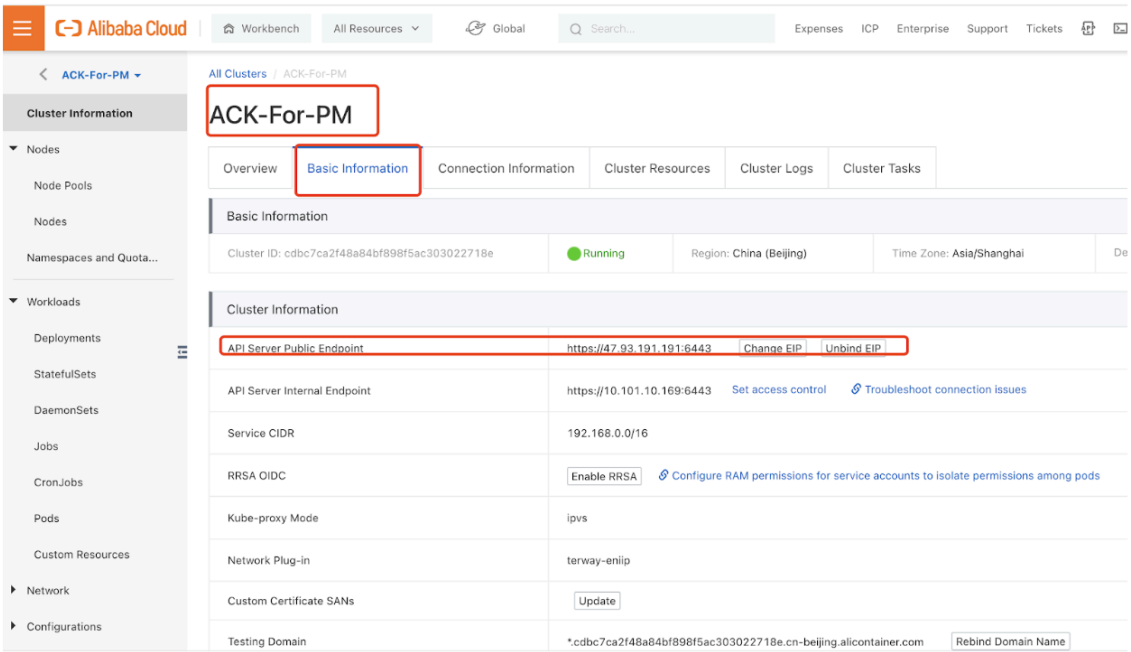 Alibaba Cloud Workbench All Resources Global Search... Expenses ICP Enterprise Support Tickets
ACK-For-PM
Cluster Information
Nodes
Node Pools
Nodes
Namespaces and Quota...
Workloads
Deployments
StatefulSets
DaemonSets
Jobs
CronJobs
Pods
Custom Resources
Network
Configurations
All Clusters / ACK-For-PM
ACK-For-PM
Overview Basic Information Connection Information Cluster Resources Cluster Logs Cluster Tasks
Basic Information
Cluster ID: cdbc7ca2f48a84bf898f5ac303022718e Running Region: China (Beijing) Time Zone: Asia/Shanghai De
Cluster Information
API Server Public Endpoint https://47.93.191.191:6443 Change EIP Unbind EIP
API Server Internal Endpoint https://10.101.10.169:6443 Set access control Troubleshoot connection issues
Service CIDR 192.168.0.0/16
RRSA OIDC Enable RRSA Configure RAM permissions for service accounts to isolate permissions among pods
Kube-proxy Mode ipvs
Network Plug-in terway-eniip
Custom Certificate SANs Update
Testing Domain *.cdbc7ca2f48a84bf898f5ac303022718e.cn-beijing.alicontainer.com Rebind Domain Name